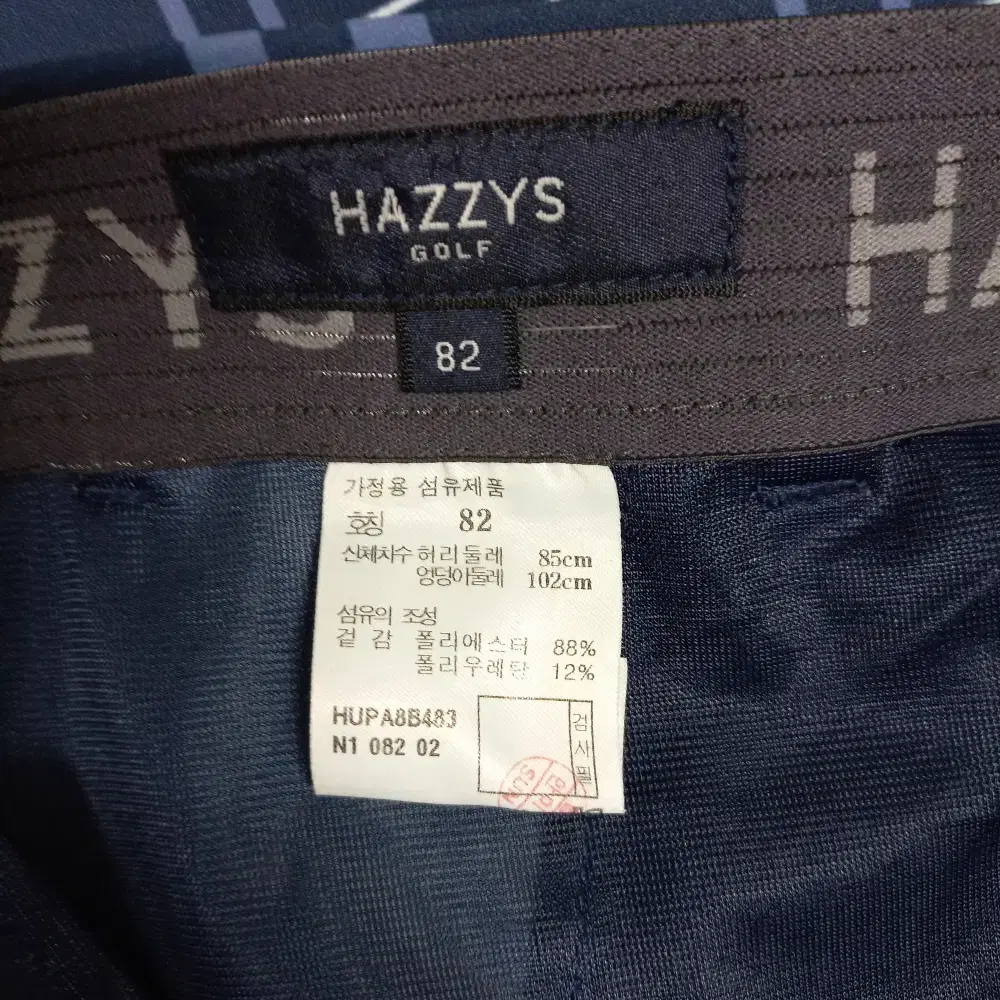 HAZZYS
GOLF
ZYS
HA
82
가정용 섬유제품
호칭 82
신체치수 허리둘레 85cm
엉덩이둘레 102cm
섬유의 조성
겉 감 폴리에스터 88%
폴리우레탄 12%
HUPA8B483
N1 082 02
검사필